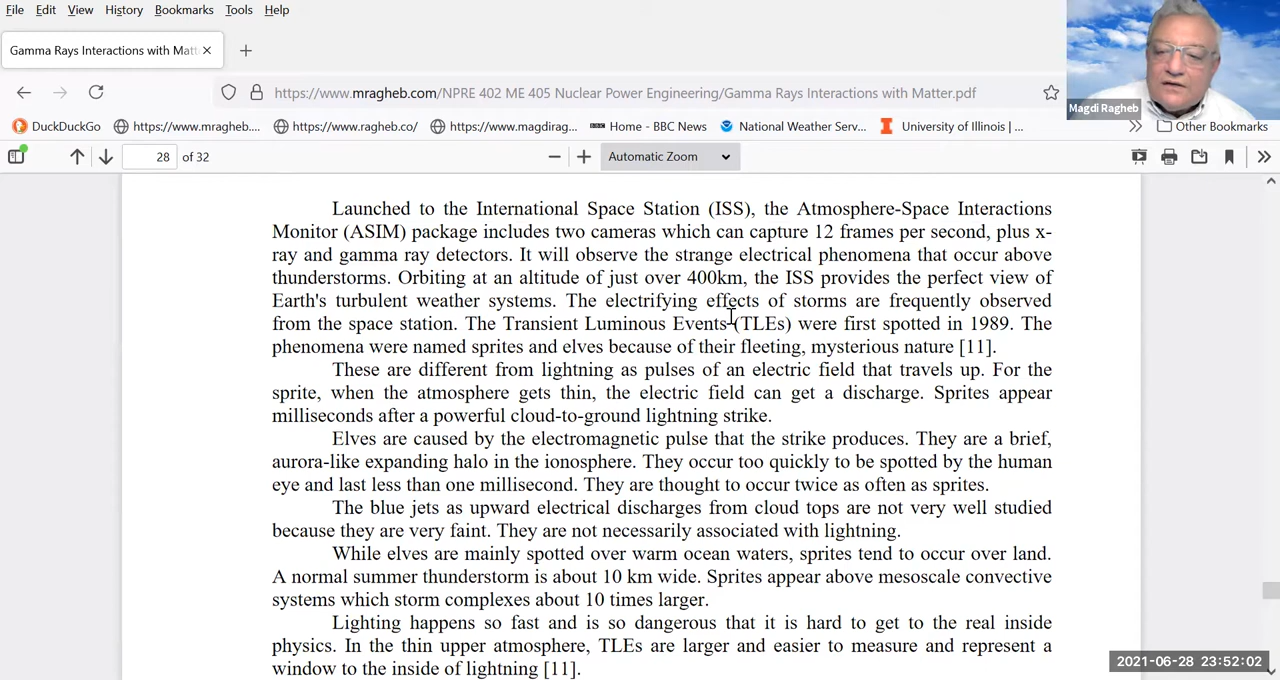 File Edit View History Bookmarks Tools Help
Gamma Rays Interactions with Matt
https://www.mragheb.com/NPRE 402 ME 405 Nuclear Power Engineering/Gamma Rays Interactions with Matter.pdf
Magdi Ragheb
DuckDuckGo https://www.mragheb.... https://www.ragheb.co/ https://www.magdirag... Home - BBC News National Weather Serv... University of Illinois |... Other Bookmarks
28 of 32 Automatic Zoom
Launched to the International Space Station (ISS), the Atmosphere-Space Interactions
Monitor (ASIM) package includes two cameras which can capture 12 frames per second, plus x-
ray and gamma ray detectors. It will observe the strange electrical phenomena that occur above
thunderstorms. Orbiting at an altitude of just over 400km, the ISS provides the perfect view of
Earth's turbulent weather systems. The electrifying effects of storms are frequently observed
from the space station. The Transient Luminous Events (TLEs) were first spotted in 1989. The
phenomena were named sprites and elves because of their fleeting, mysterious nature [11].
These are different from lightning as pulses of an electric field that travels up. For the
sprite, when the atmosphere gets thin, the electric field can get a discharge. Sprites appear
milliseconds after a powerful cloud-to-ground lightning strike.
Elves are caused by the electromagnetic pulse that the strike produces. They are a brief,
aurora-like expanding halo in the ionosphere. They occur too quickly to be spotted by the human
eye and last less than one millisecond. They are thought to occur twice as often as sprites.
The blue jets as upward electrical discharges from cloud tops are not very well studied
because they are very faint. They are not necessarily associated with lightning.
While elves are mainly spotted over warm ocean waters, sprites tend to occur over land.
A normal summer thunderstorm is about 10 km wide. Sprites appear above mesoscale convective
systems which storm complexes about 10 times larger.
Lighting happens so fast and is so dangerous that it is hard to get to the real inside
physics. In the thin upper atmosphere, TLEs are larger and easier to measure and represent a
window to the inside of lightning [11].
2021-06-28 23:52:02